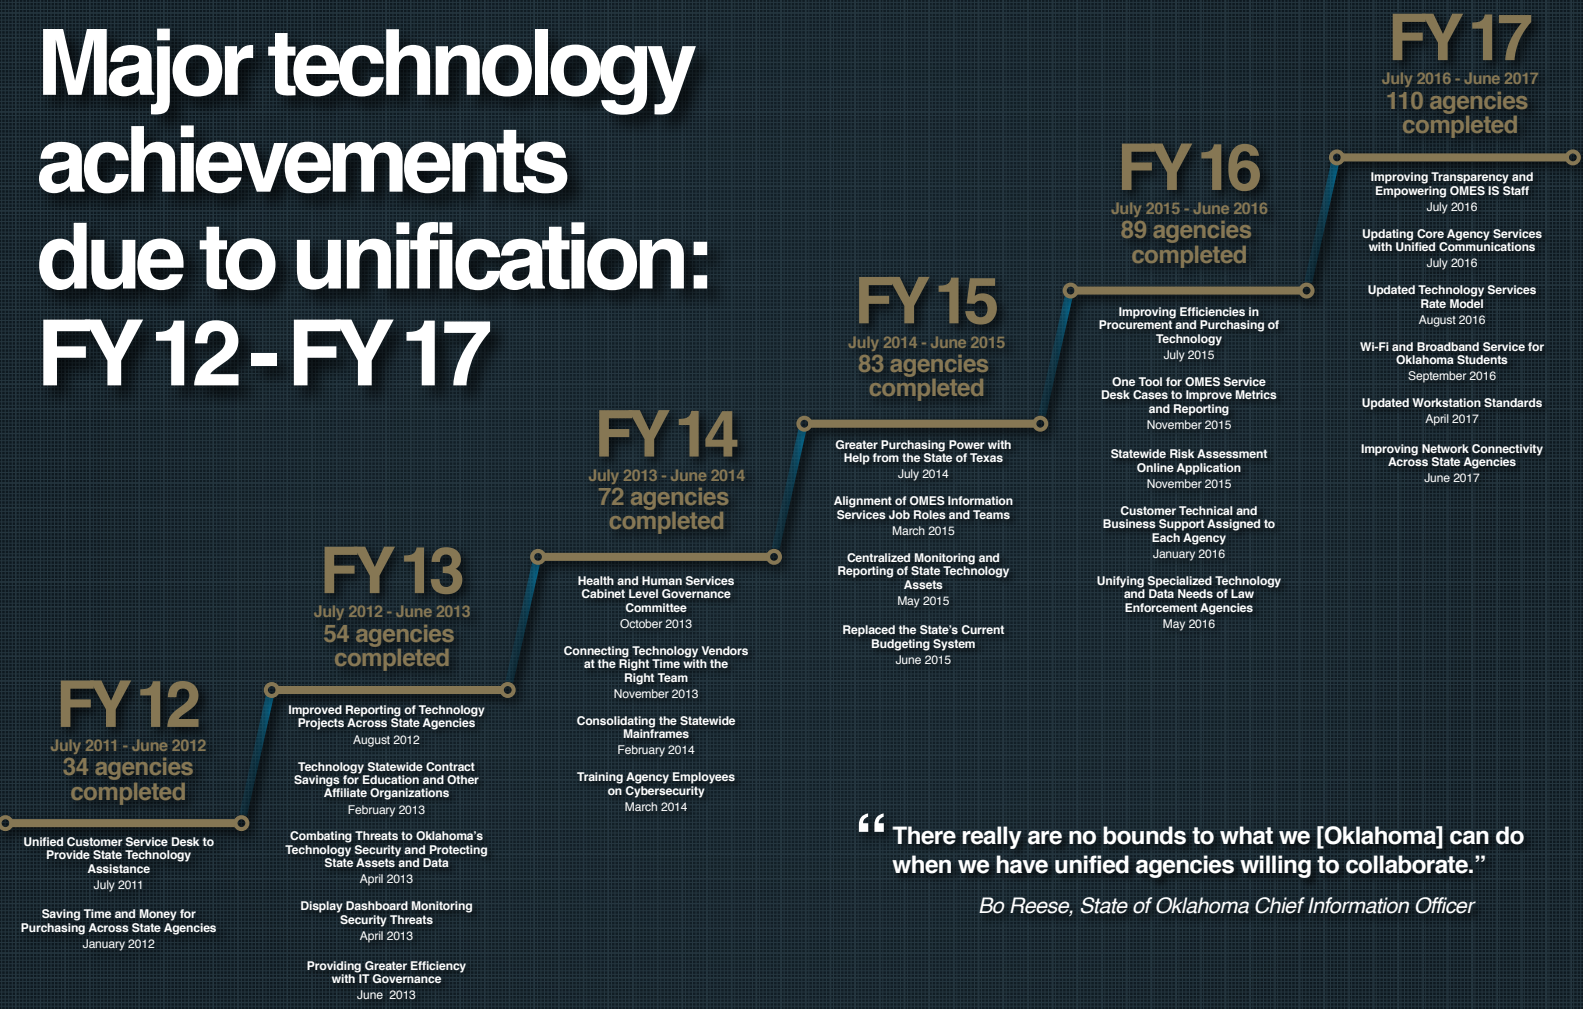 Major technology
achievements
due to unification:
FY 12 - FY 17
FY 12
July 2011 - June 2012
34 agencies
completed
Unified Customer Service Desk to
Provide State Technology
Assistance
July 2011
Saving Time and Money for
Purchasing Across State Agencies
January 2012
FY 13
July 2012 - June 2013
54 agencies
completed
Improved Reporting of Technology
Projects Across State Agencies
August 2012
Technology Statewide Contract
Savings for Education and Other
Affiliate Organizations
February 2013
Combating Threats to Oklahoma's
Technology Security and Protecting
State Assets and Data
April 2013
Display Dashboard Monitoring
Security Threats
April 2013
Providing Greater Efficiency
with IT Governance
June 2013
FY 14
July 2013 - June 2014
72 agencies
completed
Health and Human Services
Cabinet Level Governance
Committee
October 2013
Connecting Technology Vendors
at the Right Time with the
Right Team
November 2013
Consolidating the Statewide
Mainframes
February 2014
Training Agency Employees
on Cybersecurity
March 2014
FY 15
July 2014 - June 2015
83 agencies
completed
Greater Purchasing Power with
Help from the State of Texas
July 2014
Alignment of OMES Information
Services Job Roles and Teams
March 2015
Centralized Monitoring and
Reporting of State Technology
Assets
May 2015
Replaced the State's Current
Budgeting System
June 2015
FY 16
July 2015 - June 2016
89 agencies
completed
Improving Efficiencies in
Procurement and Purchasing of
Technology
July 2015
One Tool for OMES Service
Desk Cases to Improve Metrics
and Reporting
November 2015
Statewide Risk Assessment
Online Application
November 2015
Customer Technical and
Business Support Assigned to
Each Agency
January 2016
Unifying Specialized Technology
and Data Needs of Law
Enforcement Agencies
May 2016
FY 17
July 2016 - June 2017
110 agencies
completed
Improving Transparency and
Empowering OMES IS Staff
July 2016
Updating Core Agency Services
with Unified Communications
July 2016
Updated Technology Services
Rate Model
August 2016
Wi-Fi and Broadband Service for
Oklahoma Students
September 2016
Updated Workstation Standards
April 2017
Improving Network Connectivity
Across State Agencies
June 2017
“There really are no bounds to what we [Oklahoma] can do
when we have unified agencies willing to collaborate.”
Bo Reese, State of Oklahoma Chief Information Officer